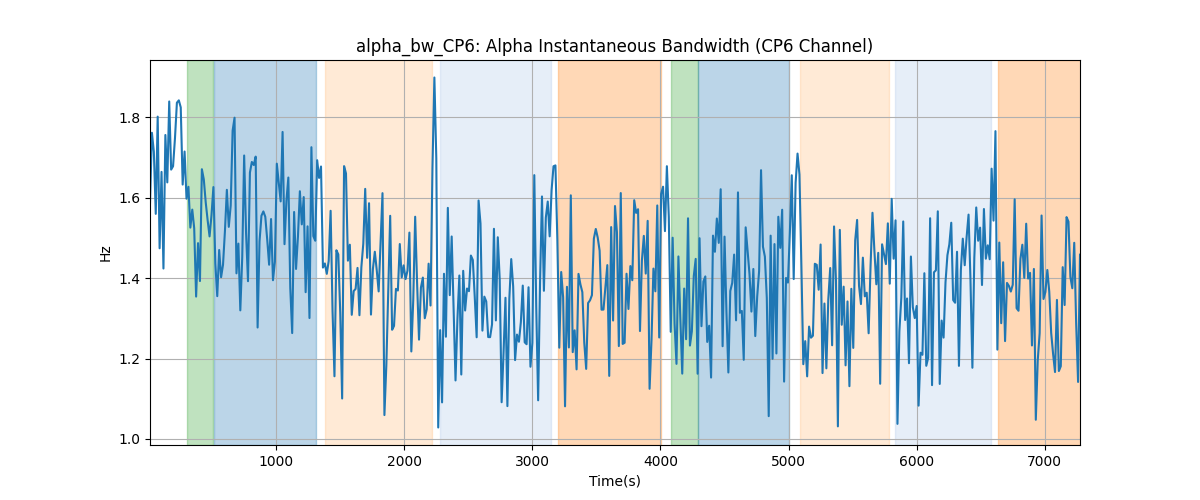 alpha_bw_CP6: Alpha Instantaneous Bandwidth (CP6 Channel)
1.8
1.6
1.4
1.2
1.0
Hz
1000 2000 3000 4000 5000 6000 7000
Time(s)